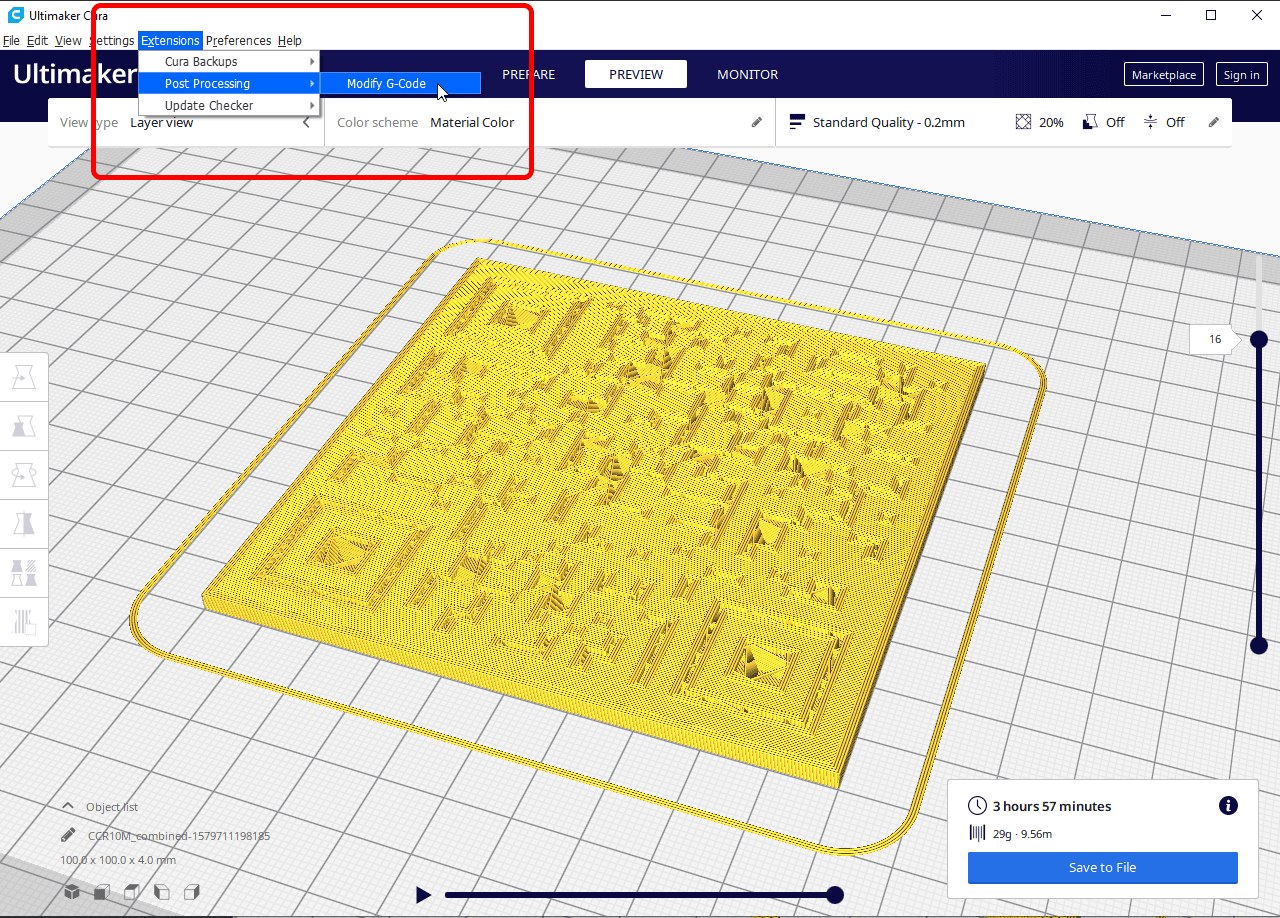 Ultimaker Cura
File Edit View Settings Extensions Preferences Help
Ultimaker
Cura Backups
Post Processing
Update Checker
Modify G-Code
PREPARE PREVIEW MONITOR
Marketplace Sign in
View type Layer view
Color scheme Material Color
Standard Quality - 0.2mm 20% Off Off
16
Object list
CCR10M_combined-1579711198185
100.0 x 100.0 x 4.0 mm
3 hours 57 minutes
29g · 9.56m
Save to File